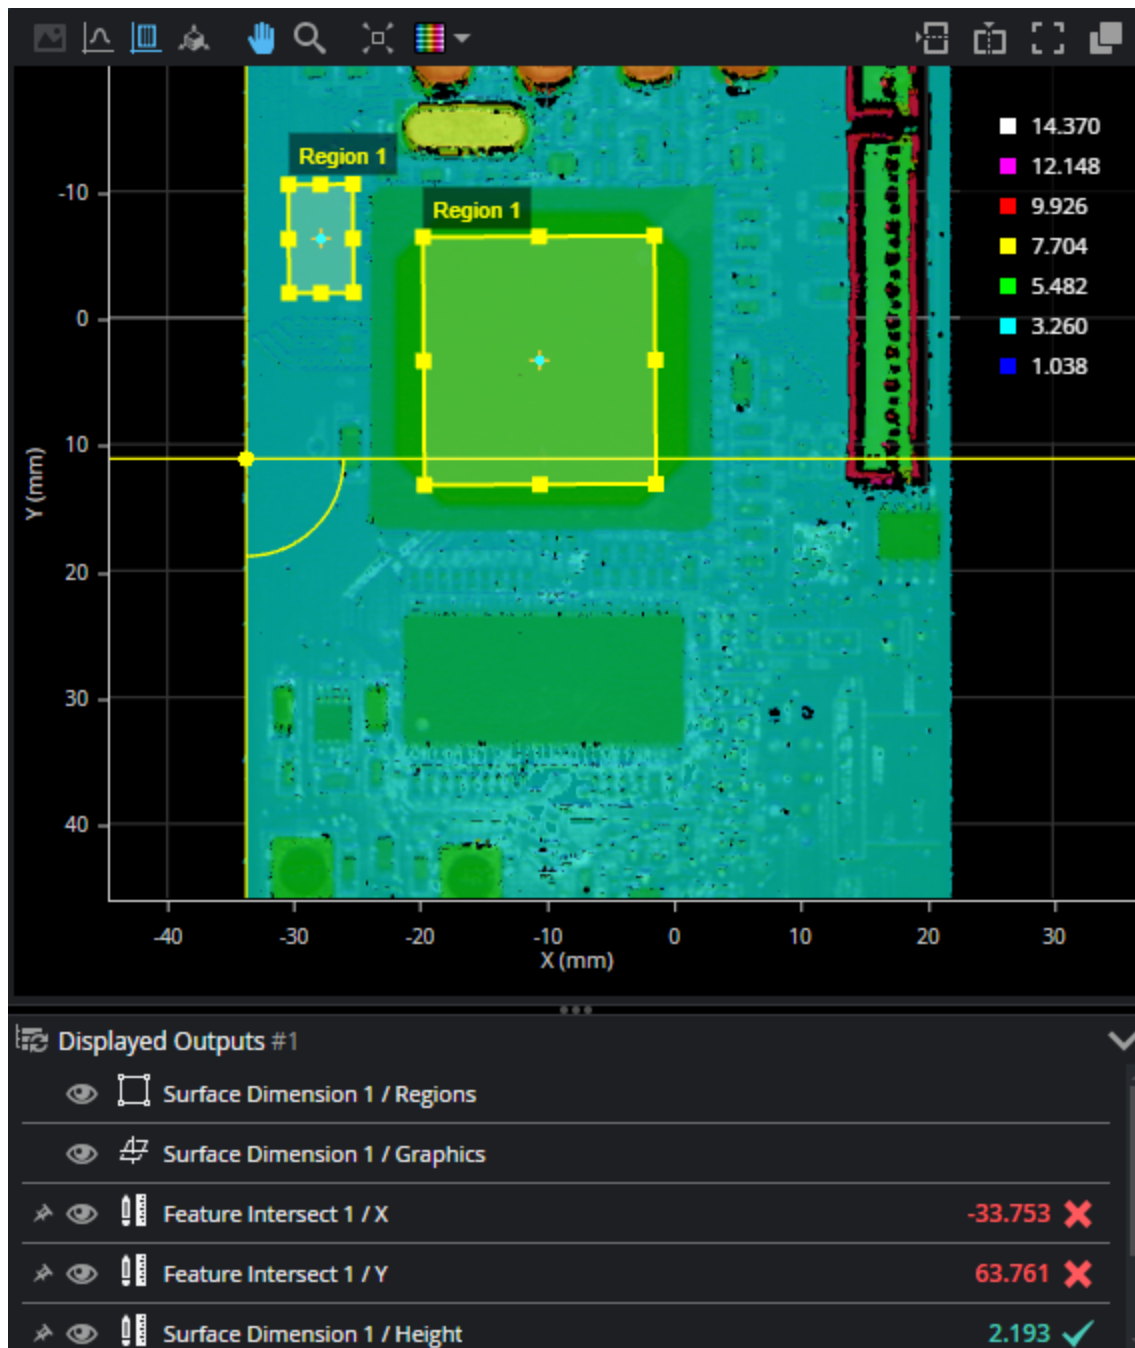 14.370
12.148
9.926
7.704
5.482
3.260
1.038
Region 1
Region 1
-10
0
10
20
30
40
Y (mm)
-40 -30 -20 -10 0 10 20 30
X (mm)
Displayed Outputs #1
Surface Dimension 1 / Regions
Surface Dimension 1 / Graphics
Feature Intersect 1 / X -33.753
Feature Intersect 1 / Y 63.761
Surface Dimension 1 / Height 2.193